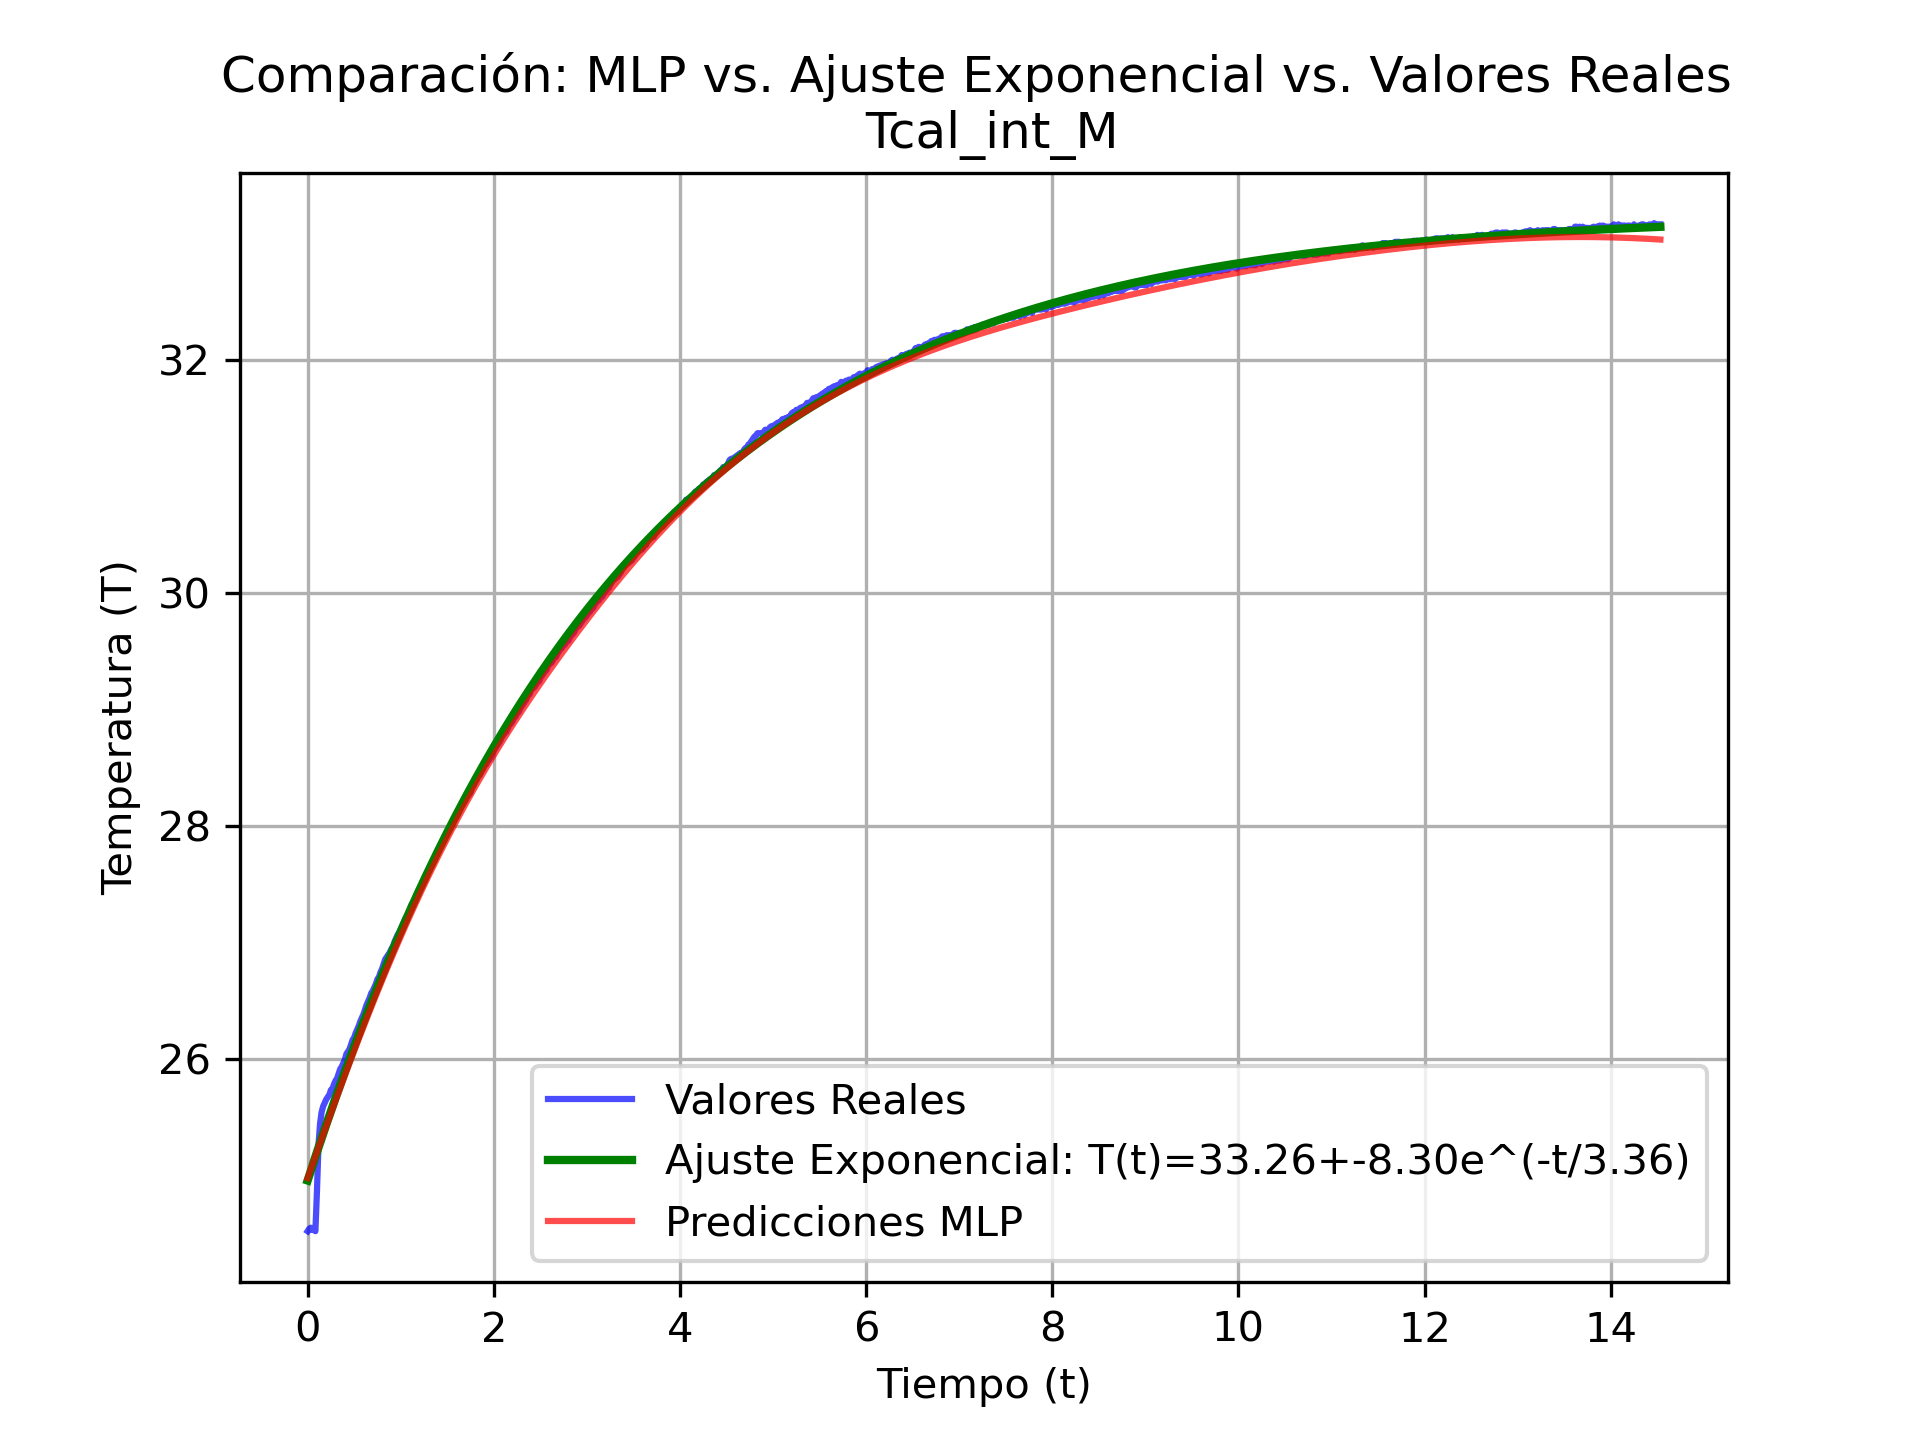 Comparación: MLP vs. Ajuste Exponencial vs. Valores Reales
Tcal_int_M
Temperatura (T)
32
30
28
26
Valores Reales
Ajuste Exponencial: T(t)=33.26+-8.30e^(-t/3.36)
Predicciones MLP
0 2 4 6 8 10 12 14
Tiempo (t)